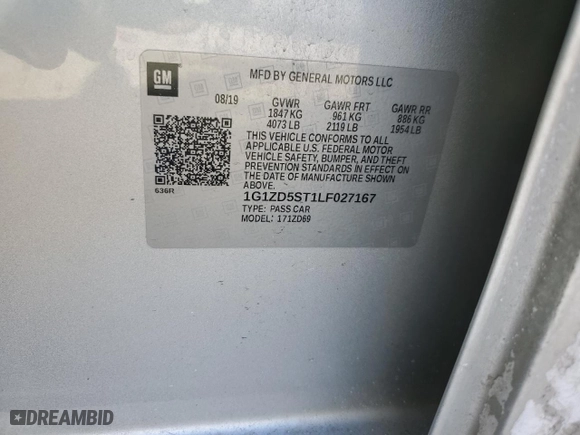 GM
MFD BY GENERAL MOTORS LLC
08/19 GVWR GAWR FRT GAWR RR
1847 KG 961 KG 886 KG
4073 LB 2119 LB 1954 LB
THIS VEHICLE CONFORMS TO ALL
APPLICABLE U.S. FEDERAL MOTOR
VEHICLE SAFETY, BUMPER, AND THEFT
PREVENTION STANDARDS IN EFFECT ON
THE DATE OF MANUFACTURE SHOWN
ABOVE.
636R
1G1ZD5ST1LF027167
TYPE: PASS CAR
MODEL: 171ZD69
DREAMBID